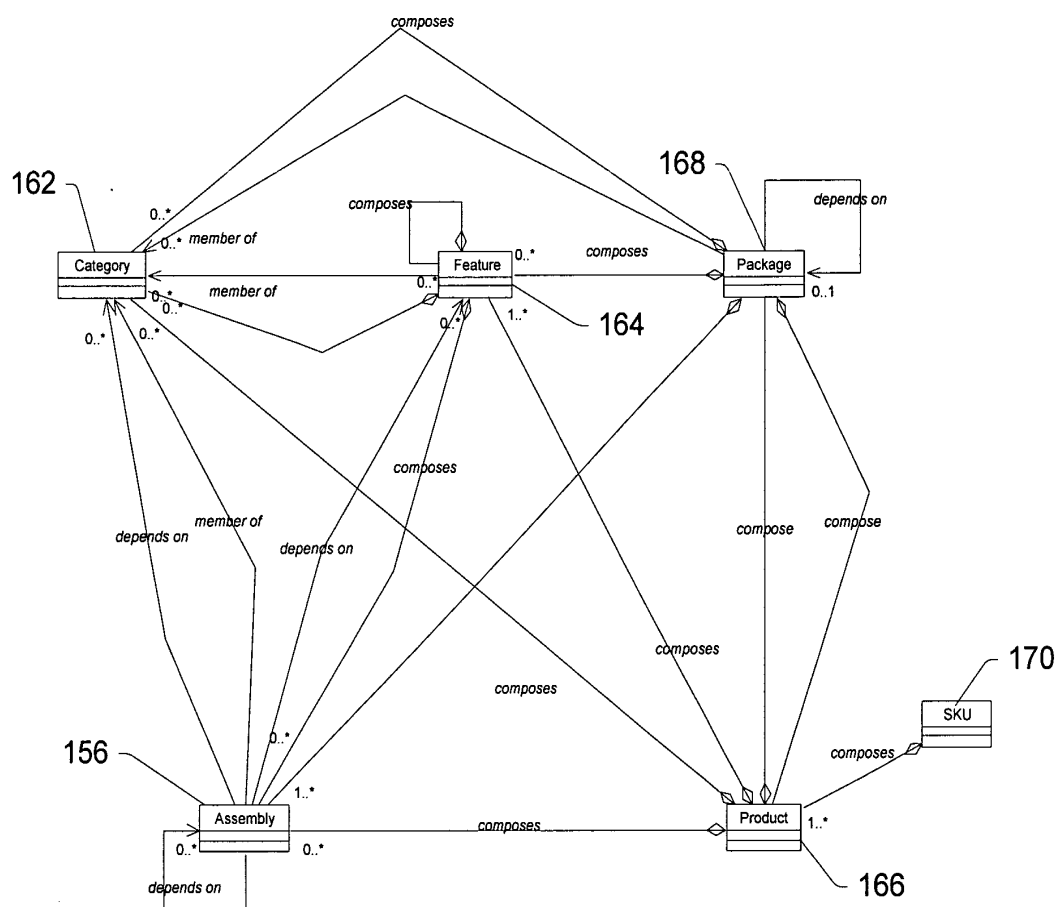 composes
168
162
composes
depends on
0..*
0..*
member of
0..*
composes
Category
Feature
Package
member of
0..*
0..1
0..*
0..*
0..*
1..*
164
0..*
0..*
composes
member of
depends on
depends on
compose
compose
composes
composes
170
SKU
0..*
composes
156
1..*
Assembly
Product
composes
1..*
0..*
0..*
166
depends on